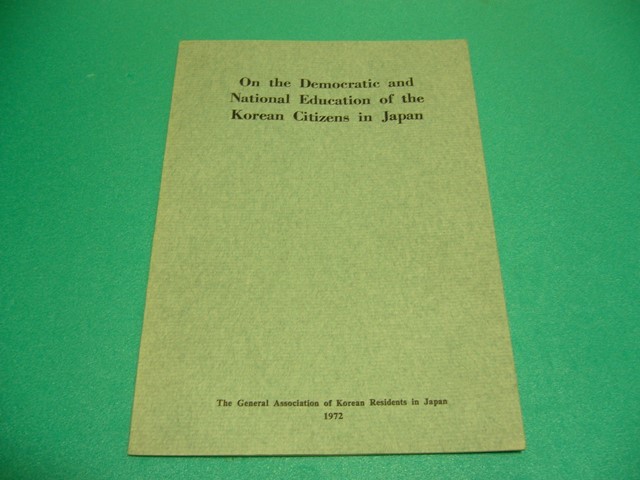 On the Democratic and
National Education of the
Korean Citizens in Japan
The General Association of Korean Residents in Japan
1972